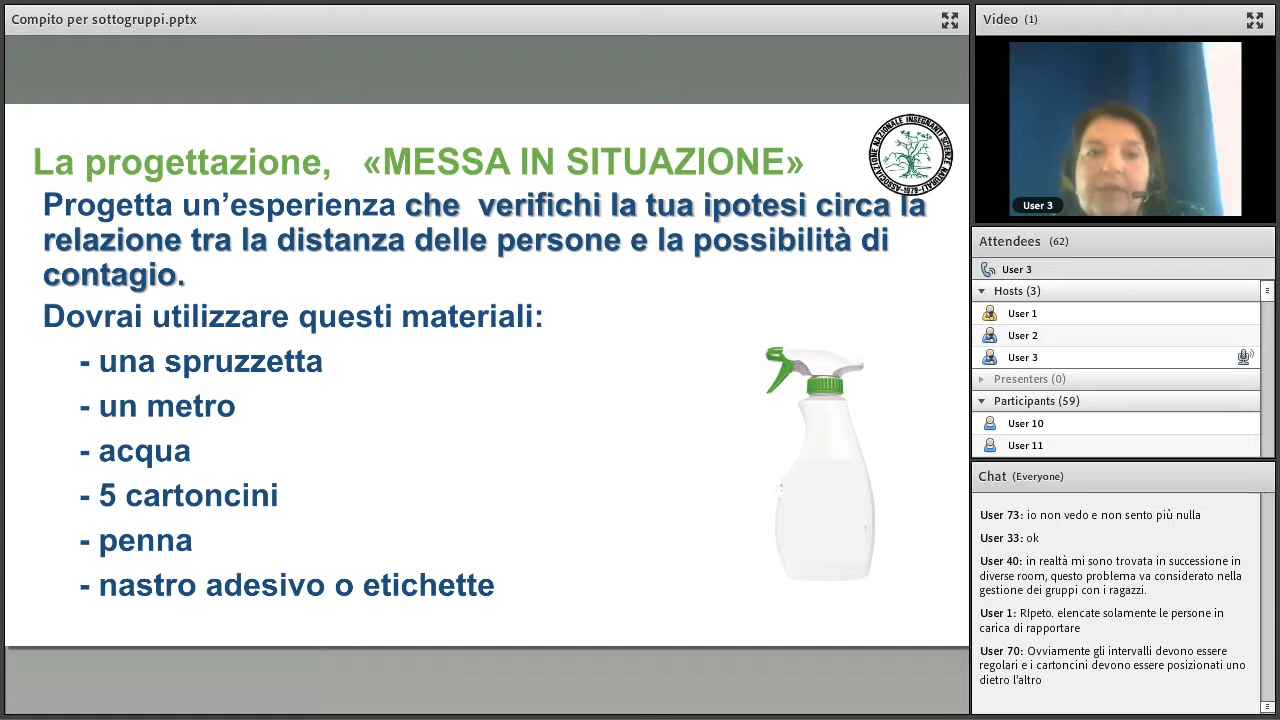 Compito per sottogruppi.pptx
La progettazione, «MESSA IN SITUAZIONE»
ASSOCIAZIONE NAZIONALE INSEGNANTI SCIENZE NATURALI
-1979-
Progetta un’esperienza che verifichi la tua ipotesi circa la
relazione tra la distanza delle persone e la possibilità di
contagio.
Dovrai utilizzare questi materiali:
- una spruzzetta
- un metro
- acqua
- 5 cartoncini
- penna
- nastro adesivo o etichette
Video (1)
User 3
Attendees (62)
User 3
Hosts (3)
User 1
User 2
User 3
Presenters (0)
Participants (59)
User 10
User 11
Chat (Everyone)
User 73: io non vedo e non sento più nulla
User 33: ok
User 40: in realtà mi sono trovata in successione in
diverse room, questo problema va considerato nella
gestione dei gruppi con i ragazzi.
User 1: RIpeto. elencate solamente le persone in
carica di rapportare
User 70: Ovviamente gli intervalli devono essere
regolari e i cartoncini devono essere posizionati uno
dietro l'altro